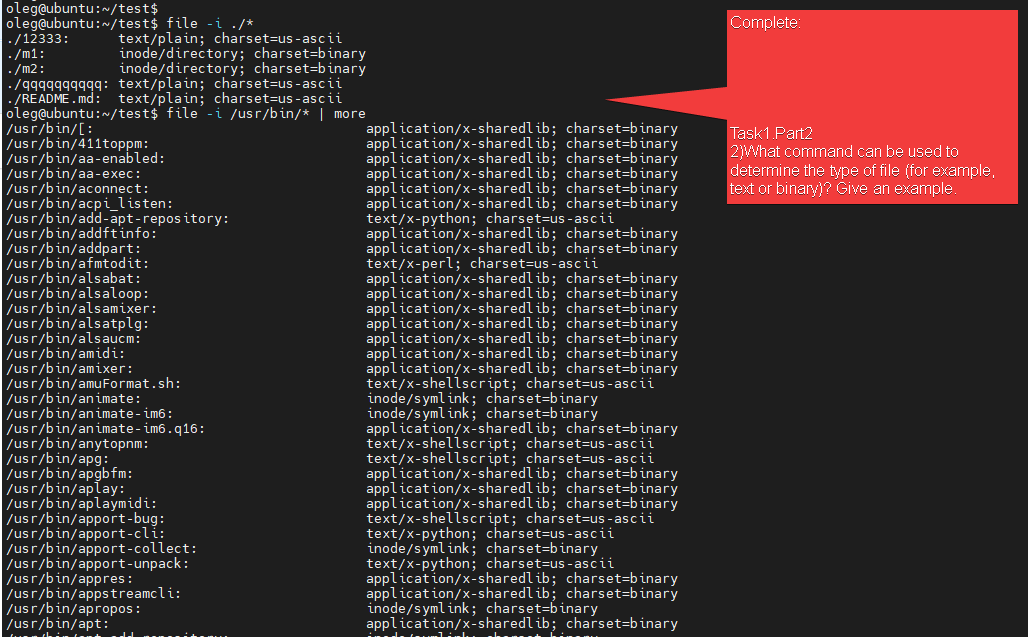 oleg@ubuntu:~/test$
oleg@ubuntu:~/test$ file -i ./*
./12333:      text/plain; charset=us-ascii
./m1:         inode/directory; charset=binary
./m2:         inode/directory; charset=binary
./qqqqqqqqqq: text/plain; charset=us-ascii
./README.md:  text/plain; charset=us-ascii
oleg@ubuntu:~/test$ file -i /usr/bin/* | more
/usr/bin/[:                                  application/x-sharedlib; charset=binary
/usr/bin/411toppm:                           application/x-sharedlib; charset=binary
/usr/bin/aa-enabled:                         application/x-sharedlib; charset=binary
/usr/bin/aa-exec:                            application/x-sharedlib; charset=binary
/usr/bin/aconnect:                           application/x-sharedlib; charset=binary
/usr/bin/acpi_listen:                        application/x-sharedlib; charset=binary
/usr/bin/add-apt-repository:                 text/x-python; charset=us-ascii
/usr/bin/addftinfo:                          application/x-sharedlib; charset=binary
/usr/bin/addpart:                            application/x-sharedlib; charset=binary
/usr/bin/afmtodit:                           text/x-perl; charset=us-ascii
/usr/bin/alsabat:                            application/x-sharedlib; charset=binary
/usr/bin/alsaloop:                           application/x-sharedlib; charset=binary
/usr/bin/alsamixer:                          application/x-sharedlib; charset=binary
/usr/bin/alsatplg:                           application/x-sharedlib; charset=binary
/usr/bin/alsaucm:                            application/x-sharedlib; charset=binary
/usr/bin/amidi:                              application/x-sharedlib; charset=binary
/usr/bin/amixer:                             application/x-sharedlib; charset=binary
/usr/bin/amuFormat.sh:                       text/x-shellscript; charset=us-ascii
/usr/bin/animate:                            inode/symlink; charset=binary
/usr/bin/animate-im6:                        inode/symlink; charset=binary
/usr/bin/animate-im6.q16:                    application/x-sharedlib; charset=binary
/usr/bin/anytopnm:                           text/x-shellscript; charset=us-ascii
/usr/bin/apg:                                text/x-shellscript; charset=us-ascii
/usr/bin/apgbfm:                             application/x-sharedlib; charset=binary
/usr/bin/aplay:                              application/x-sharedlib; charset=binary
/usr/bin/aplaymidi:                          application/x-sharedlib; charset=binary
/usr/bin/apport-bug:                         text/x-shellscript; charset=us-ascii
/usr/bin/apport-cli:                         text/x-python; charset=us-ascii
/usr/bin/apport-collect:                     inode/symlink; charset=binary
/usr/bin/apport-unpack:                      text/x-python; charset=us-ascii
/usr/bin/appres:                             application/x-sharedlib; charset=binary
/usr/bin/appstreamcli:                       application/x-sharedlib; charset=binary
/usr/bin/apropos:                            inode/symlink; charset=binary
/usr/bin/apt:                                application/x-sharedlib; charset=binary
/usr/bin/apt-add-repository:                 inode/symlink; charset=binary
Complete:
Task1.Part2
2)What command can be used to
determine the type of file (for example,
text or binary)? Give an example.